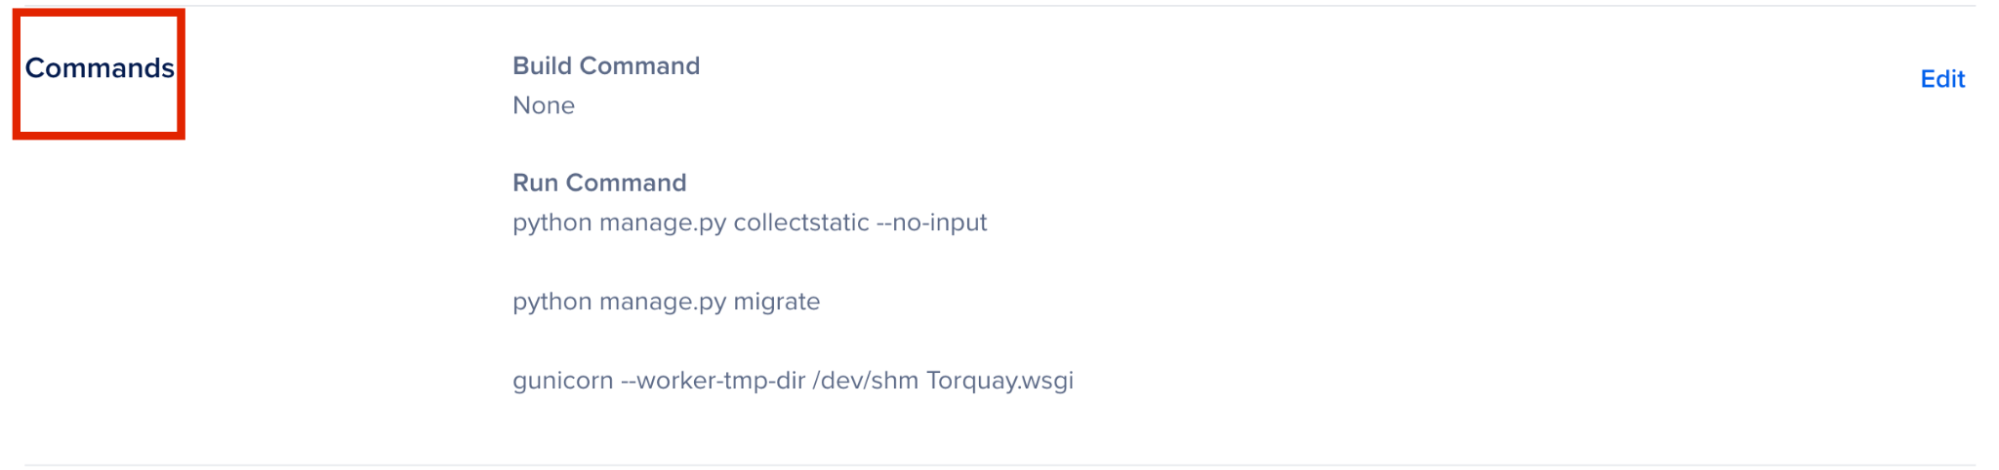 Commands
Build Command
Edit
None
Run Command
python manage.py collectstatic --no-input
python manage.py migrate
gunicorn --worker-tmp-dir /dev/shm Torquay.wsgi